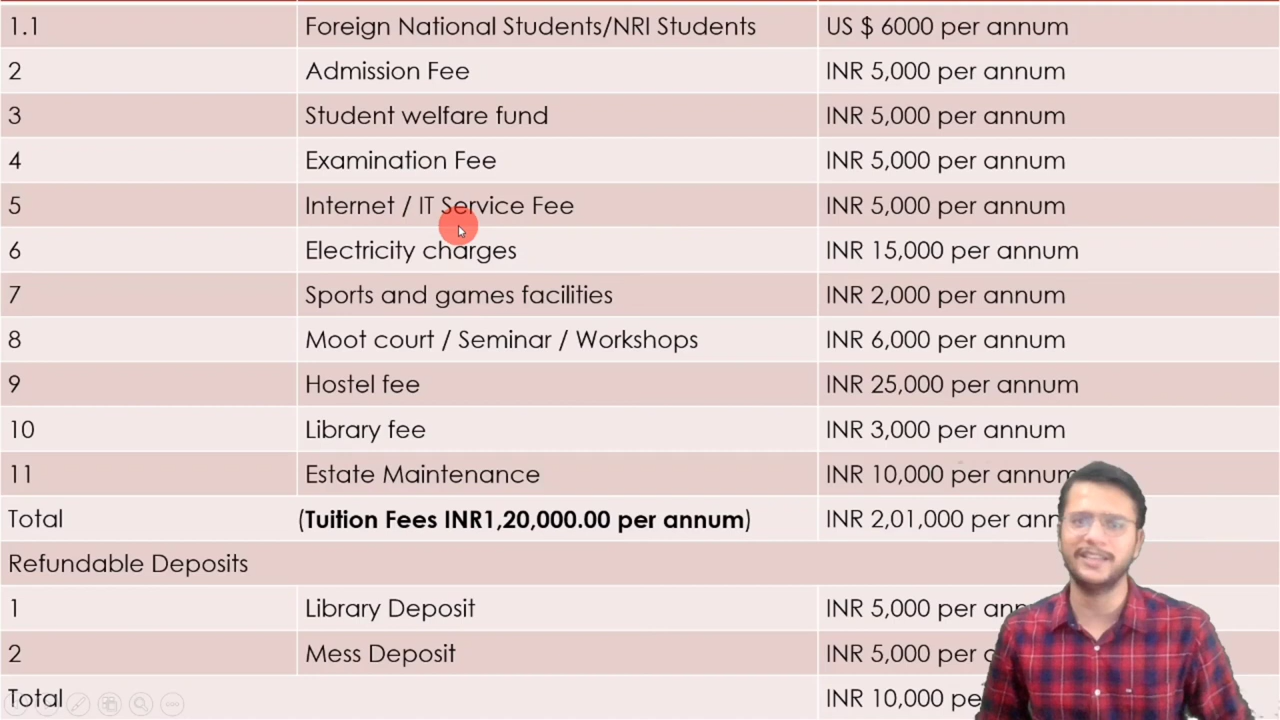 1.1 Foreign National Students/NRI Students US $ 6000 per annum
2 Admission Fee INR 5,000 per annum
3 Student welfare fund INR 5,000 per annum
4 Examination Fee INR 5,000 per annum
5 Internet / IT Service Fee INR 5,000 per annum
6 Electricity charges INR 15,000 per annum
7 Sports and games facilities INR 2,000 per annum
8 Moot court / Seminar / Workshops INR 6,000 per annum
9 Hostel fee INR 25,000 per annum
10 Library fee INR 3,000 per annum
11 Estate Maintenance INR 10,000 per annum
Total (Tuition Fees INR1,20,000.00 per annum) INR 2,01,000 per
Refundable Deposits
1 Library Deposit INR 5,000 per
2 Mess Deposit INR 5,000 per
Total INR 10,000